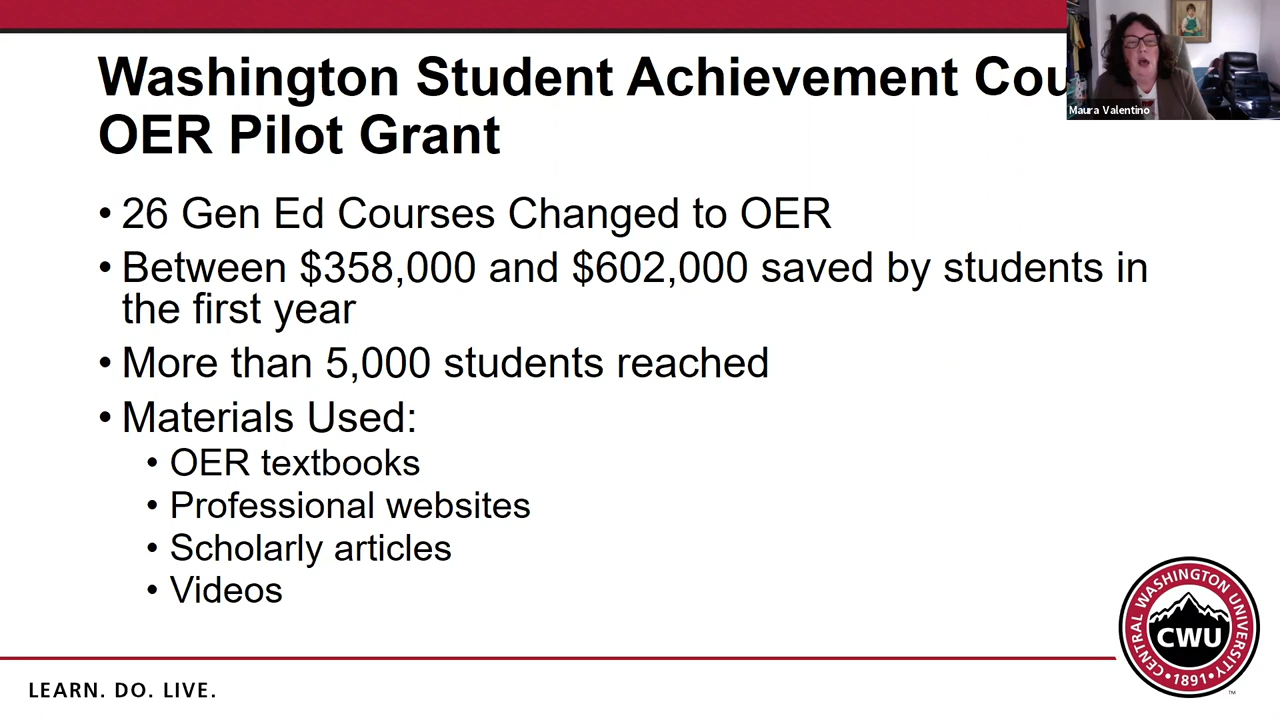 Washington Student Achievement Cou
OER Pilot Grant
Maura Valentino
• 26 Gen Ed Courses Changed to OER
• Between $358,000 and $602,000 saved by students in
the first year
• More than 5,000 students reached
• Materials Used:
• OER textbooks
• Professional websites
• Scholarly articles
• Videos
CENTRAL WASHINGTON UNIVERSITY
CWU
• 1891 •
™
LEARN. DO. LIVE.